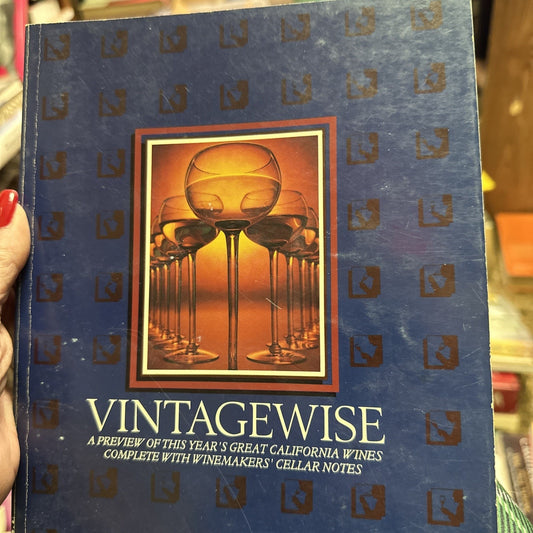 VINTAGEWISE
A PREVIEW OF THIS YEAR'S GREAT CALIFORNIA WINES
COMPLETE WITH WINEMAKERS' CELLAR NOTES